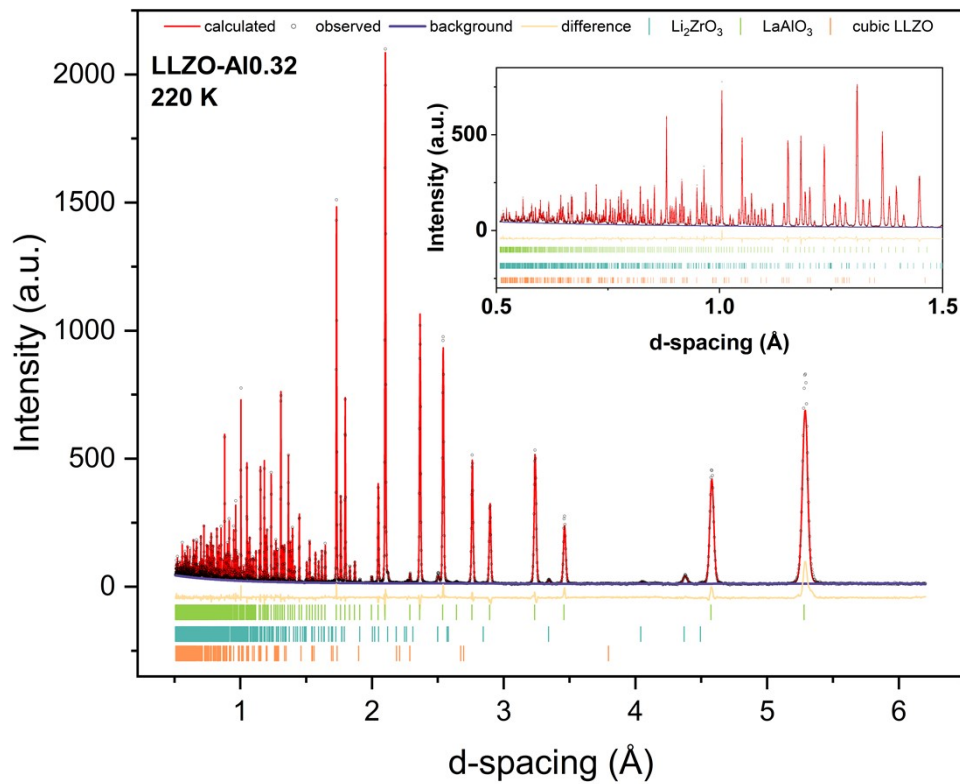 calculated observed background difference Li₂ZrO₃ LaAlO₃ cubic LLZO
LLZO-Al0.32
220 K
2000
1500
1000
500
0
Intensity (a.u.)
1 2 3 4 5 6
d-spacing (Å)
500
0
Intensity (a.u.)
0.5 1.0 1.5
d-spacing (Å)